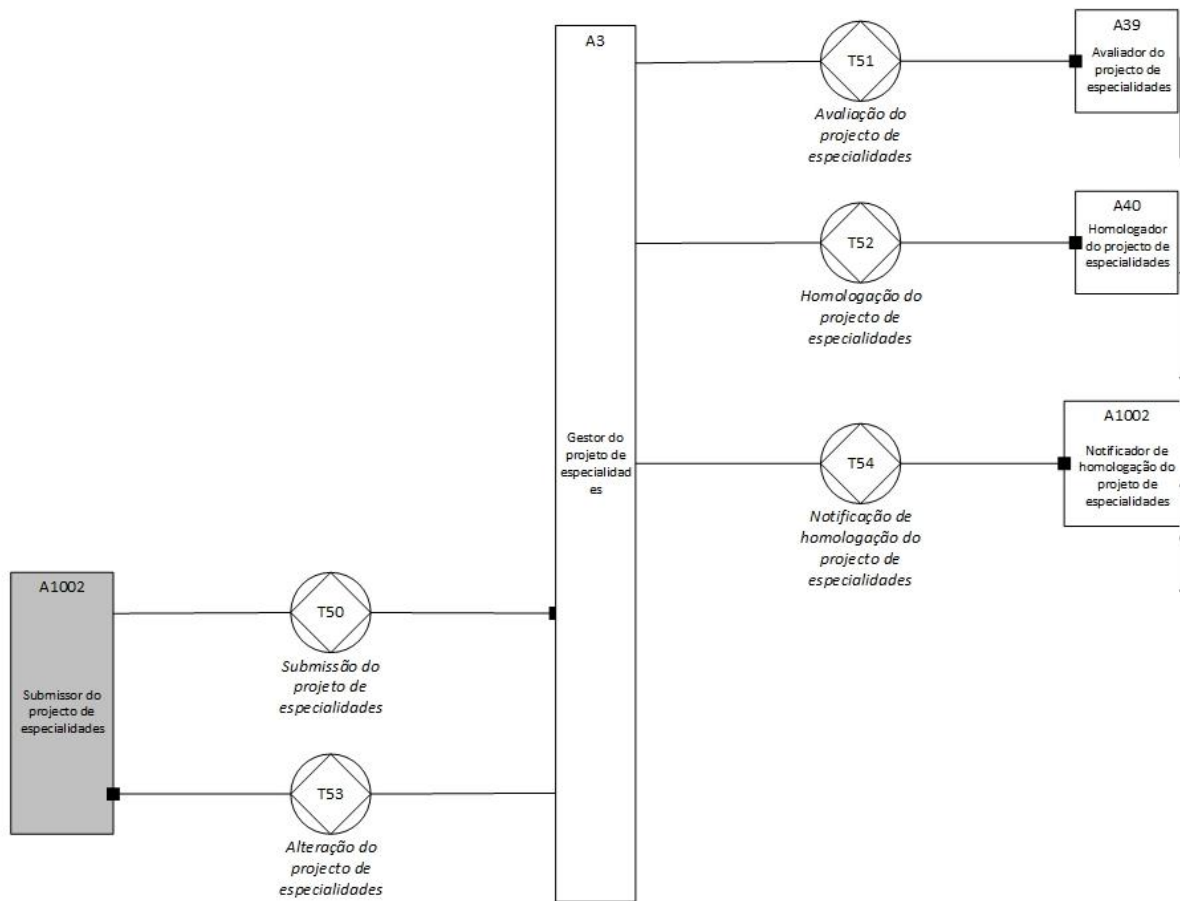 A3
Gestor do
projeto de
especialidad
es
T51
Avaliação do
projecto de
especialidades
A39
Avaliador do
projecto de
especialidades
T52
Homologação do
projecto de
especialidades
A40
Homologador
do projecto de
especialidades
T54
Notificação de
homologação do
projecto de
especialidades
A1002
Notificador de
homologação do
projeto de
especialidades
A1002
Submissor do
projecto de
especialidades
T50
Submissão do
projeto de
especialidades
T53
Alteração do
projecto de
especialidades